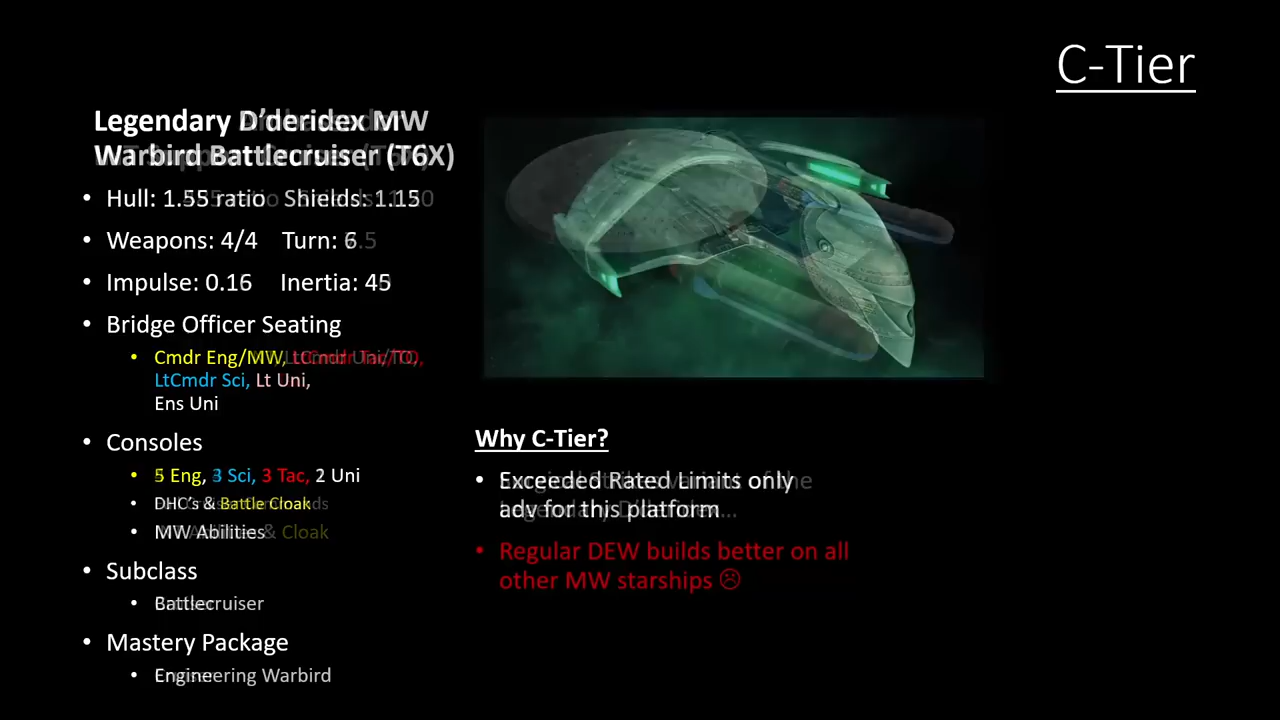 C-Tier
Legendary D'deridex MW
Warbird Battlecruiser (T6X)
• Hull: 1.55 ratio Shields: 1.15
• Weapons: 4/4 Turn: 6
• Impulse: 0.16 Inertia: 45
• Bridge Officer Seating
• Cmdr Eng/MW,
LtCmdr Sci, Lt Uni,
Ens Uni
• Consoles
• 5 Eng, 3 Sci, 3 Tac, 2 Uni
• DHC's & Battle Cloak
• MW Abilities
• Subclass
• Battlecruiser
• Mastery Package
• Engineering Warbird
Why C-Tier?
• Exceeded Rated Limits only
adv for this platform
• Regular DEW builds better on all
other MW starships ☹